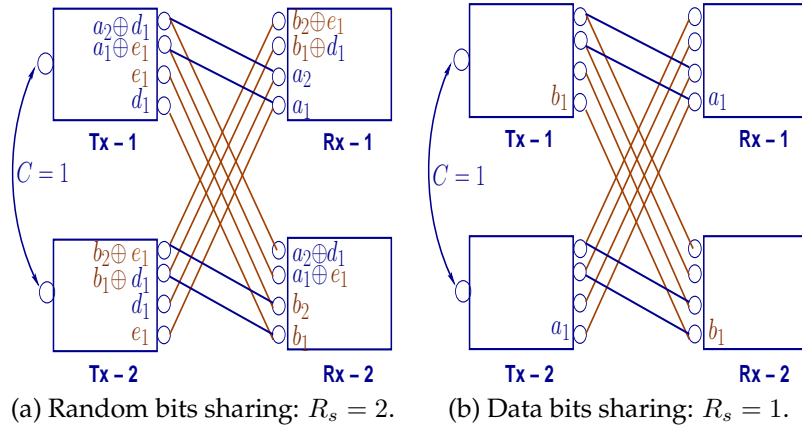 a₂⊕d₁
a₁⊕e₁
e₁
d₁
Tx – 1
b₂⊕e₁
b₁⊕d₁
a₂
a₁
Rx – 1
C = 1
b₂⊕e₁
b₁⊕d₁
d₁
e₁
Tx – 2
a₂⊕d₁
a₁⊕e₁
b₂
b₁
Rx – 2
(a) Random bits sharing: Rₛ = 2.
b₁
Tx – 1
a₁
Rx – 1
C = 1
a₁
Tx – 2
b₁
Rx – 2
(b) Data bits sharing: Rₛ = 1.